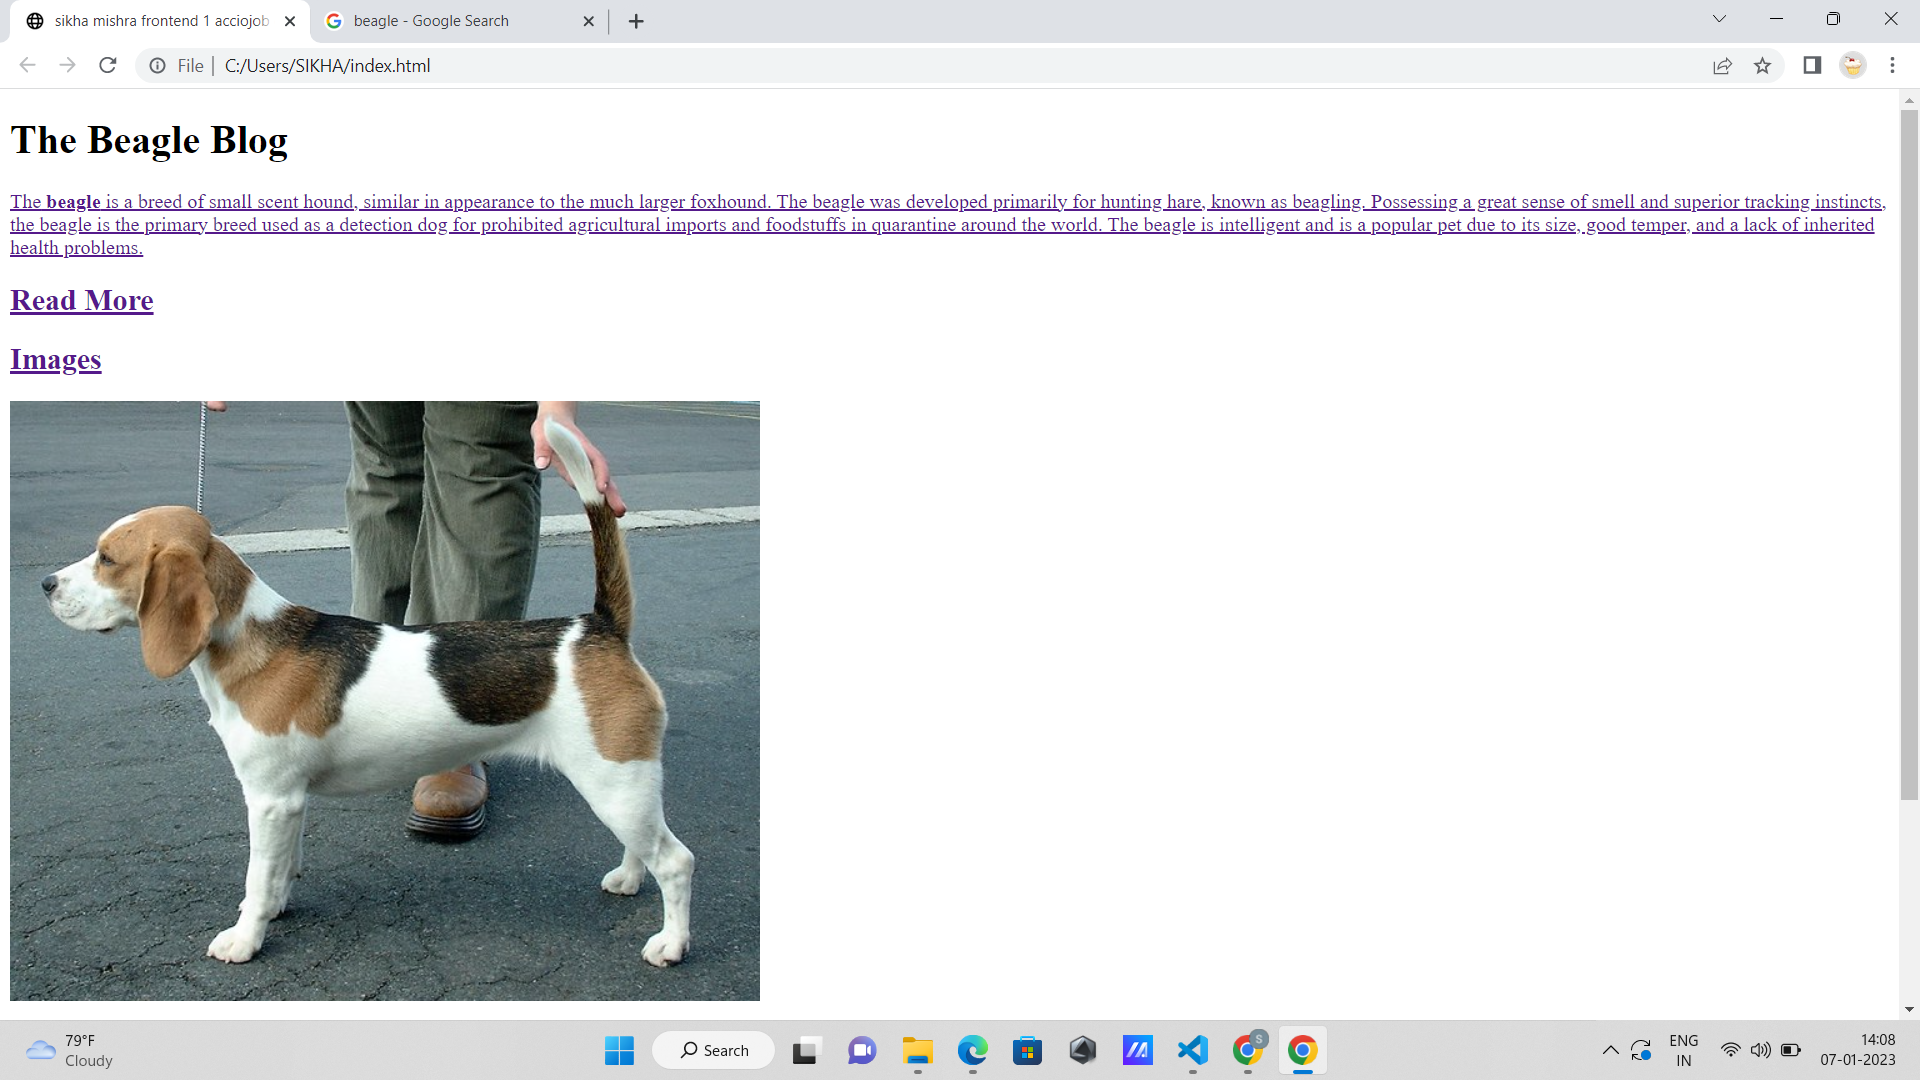 sikha mishra frontend 1 acciojob
beagle - Google Search
File
C:/Users/SIKHA/index.html
The Beagle Blog
The beagle is a breed of small scent hound, similar in appearance to the much larger foxhound. The beagle was developed primarily for hunting hare, known as beagling. Possessing a great sense of smell and superior tracking instincts,
the beagle is the primary breed used as a detection dog for prohibited agricultural imports and foodstuffs in quarantine around the world. The beagle is intelligent and is a popular pet due to its size, good temper, and a lack of inherited
health problems.
Read More
Images
79°F
Cloudy
Search
S
ENG
IN
14:08
07-01-2023